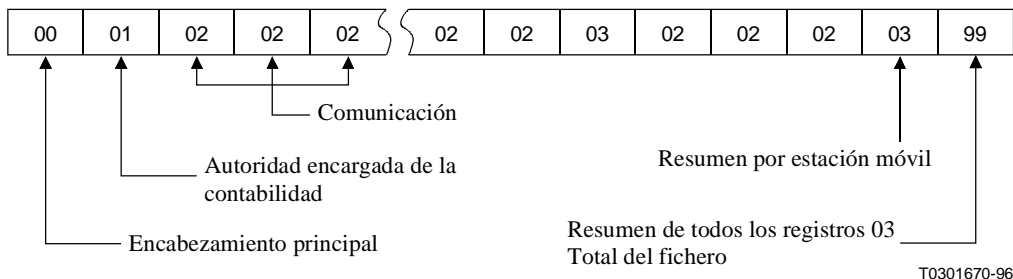 00 01 02 02 02 02 02 03 02 02 02 03 99
Comunicación
Autoridad encargada de la
contabilidad
Resumen por estación móvil
Encabezamiento principal
Resumen de todos los registros 03
Total del fichero
T0301670-96